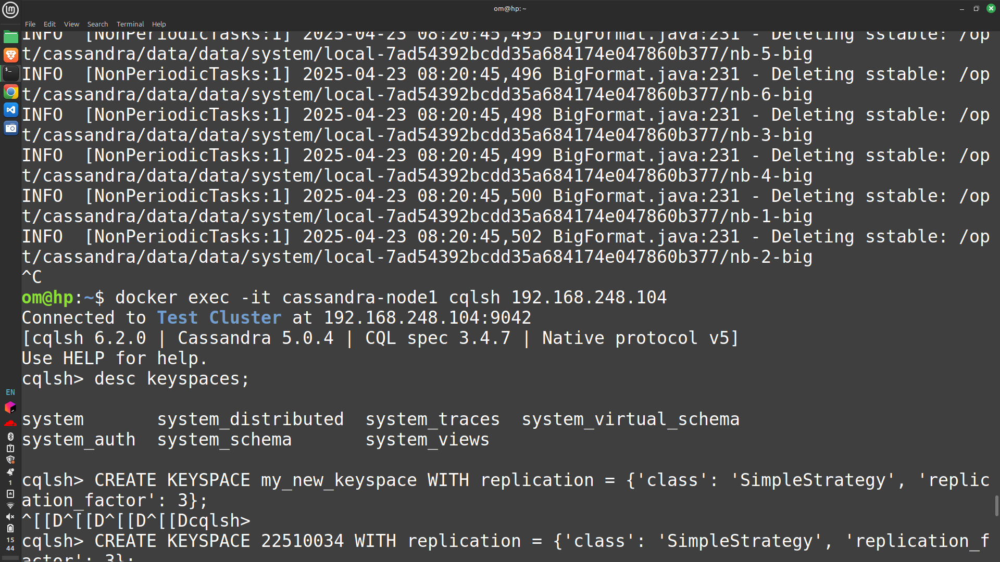 om@hp:~
File Edit View Search Terminal Help
INFO  [NonPeriodicTasks:1] 2025-04-23 08:20:45,495 BigFormat.java:231 - Deleting sstable: /op
t/cassandra/data/data/system/local-7ad54392bcdd35a684174e047860b377/nb-5-big
INFO  [NonPeriodicTasks:1] 2025-04-23 08:20:45,496 BigFormat.java:231 - Deleting sstable: /op
t/cassandra/data/data/system/local-7ad54392bcdd35a684174e047860b377/nb-6-big
INFO  [NonPeriodicTasks:1] 2025-04-23 08:20:45,498 BigFormat.java:231 - Deleting sstable: /op
t/cassandra/data/data/system/local-7ad54392bcdd35a684174e047860b377/nb-3-big
INFO  [NonPeriodicTasks:1] 2025-04-23 08:20:45,499 BigFormat.java:231 - Deleting sstable: /op
t/cassandra/data/data/system/local-7ad54392bcdd35a684174e047860b377/nb-4-big
INFO  [NonPeriodicTasks:1] 2025-04-23 08:20:45,500 BigFormat.java:231 - Deleting sstable: /op
t/cassandra/data/data/system/local-7ad54392bcdd35a684174e047860b377/nb-1-big
INFO  [NonPeriodicTasks:1] 2025-04-23 08:20:45,502 BigFormat.java:231 - Deleting sstable: /op
t/cassandra/data/data/system/local-7ad54392bcdd35a684174e047860b377/nb-2-big
^C
om@hp:~$ docker exec -it cassandra-node1 cqlsh 192.168.248.104
Connected to Test Cluster at 192.168.248.104:9042
[cqlsh 6.2.0 | Cassandra 5.0.4 | CQL spec 3.4.7 | Native protocol v5]
Use HELP for help.
cqlsh> desc keyspaces;
system       system_distributed  system_traces  system_virtual_schema
system_auth  system_schema       system_views
cqlsh> CREATE KEYSPACE my_new_keyspace WITH replication = {'class': 'SimpleStrategy', 'replic
ation_factor': 3};
^[[D^[[D^[[D^[[Dcqlsh>
cqlsh> CREATE KEYSPACE 22510034 WITH replication = {'class': 'SimpleStrategy', 'replication_f
actor': 3};
EN
1
15
44